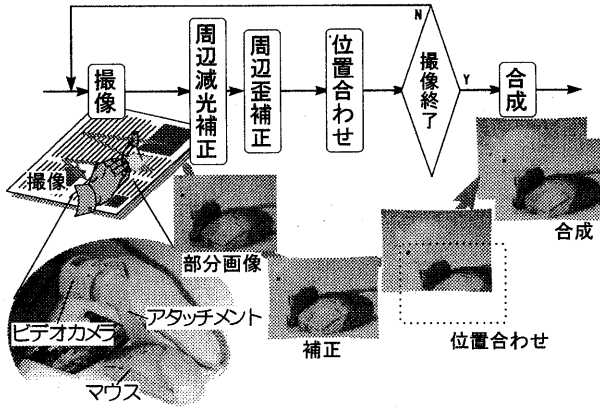 N
撮像
周辺減光補正
周辺歪補正
位置合わせ
撮像終了
Y
合成
撮像
部分画像
合成
ビデオカメラ
アタッチメント
補正
位置合わせ
マウス